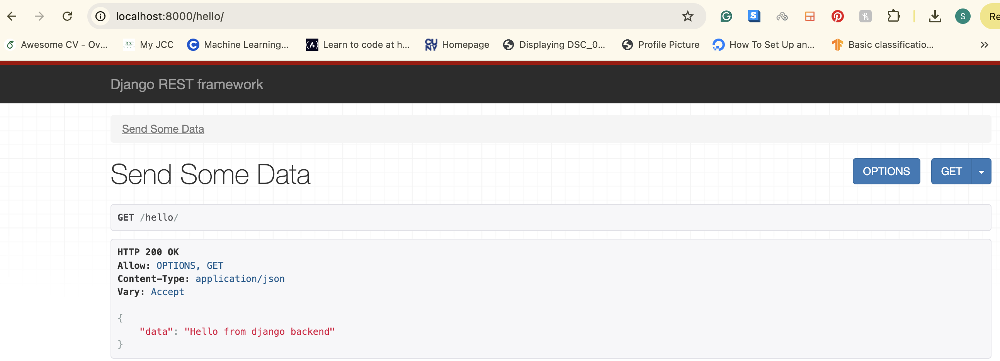 localhost:8000/hello/
S
S
Re
Awesome CV - Ov...
JCC
My JCC
Machine Learning...
Learn to code at h...
CUNY
Homepage
Displaying DSC_0...
Profile Picture
How To Set Up an...
Basic classificatio...
Django REST framework
Send Some Data
Send Some Data
OPTIONS
GET
GET /hello/
HTTP 200 OK
Allow: OPTIONS, GET
Content-Type: application/json
Vary: Accept
{
"data": "Hello from django backend"
}